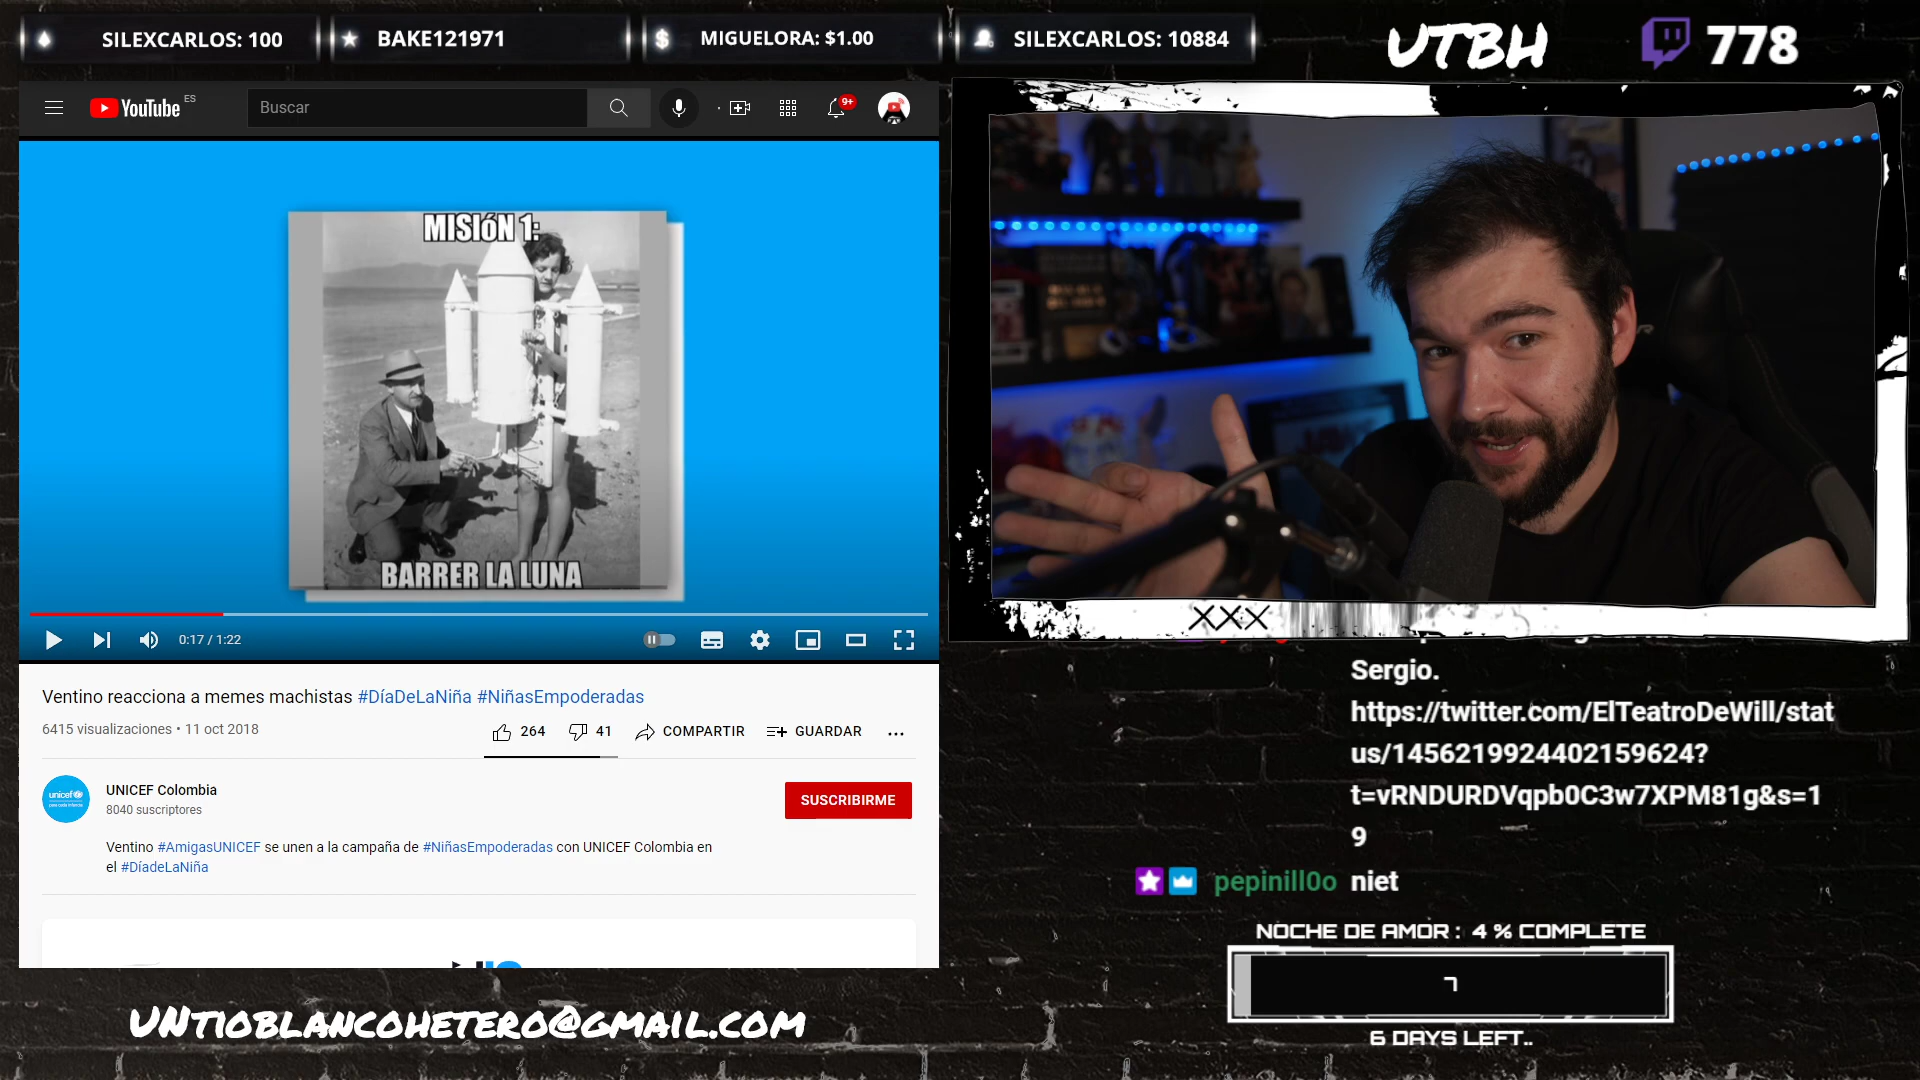 SILEXCARLOS: 100
BAKE121971
MIGUELORA: $1.00
SILEXCARLOS: 10884
UTBH
778
YouTube ES
Buscar
9+
MISIÓN 1:
BARRER LA LUNA
0:17 / 1:22
Ventino reacciona a memes machistas #DíaDeLaNiña #NiñasEmpoderadas
6415 visualizaciones • 11 oct 2018
264
41
COMPARTIR
GUARDAR
unicef
UNICEF Colombia
8040 suscriptores
SUSCRIBIRME
Ventino #AmigasUNICEF se unen a la campaña de #NiñasEmpoderadas con UNICEF Colombia en
el #DíadeLaNiña
UNtioblancohetero@gmail.com
XXX
Sergio.
https://twitter.com/ElTeatroDeWill/stat
us/1456219924402159624?
t=vRNDURDVqpb0C3w7XPM81g&s=1
9
pepinill0o niet
NOCHE DE AMOR : 4 % COMPLETE
7
6 DAYS LEFT..